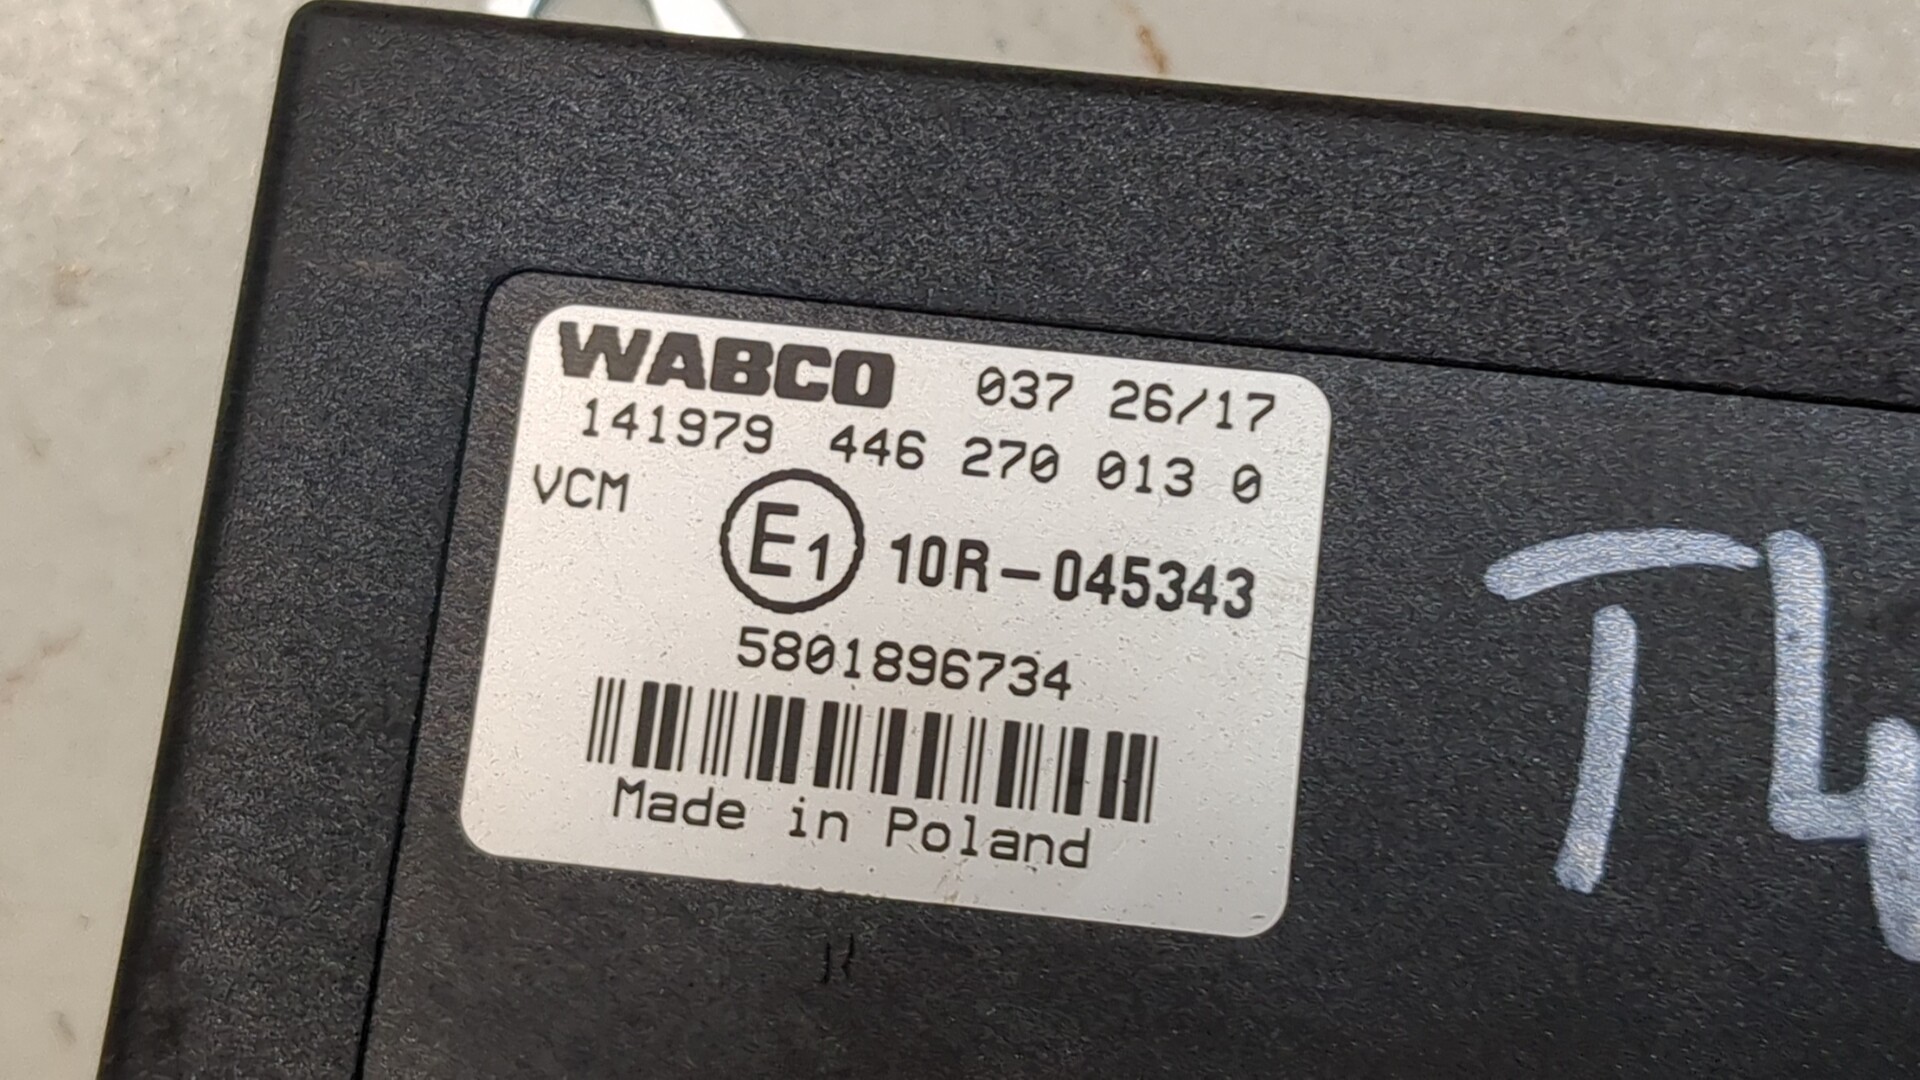 WABCO 037 26/17
141979 446 270 013 0
VCM E1 10R-045343
5801896734
Made in Poland